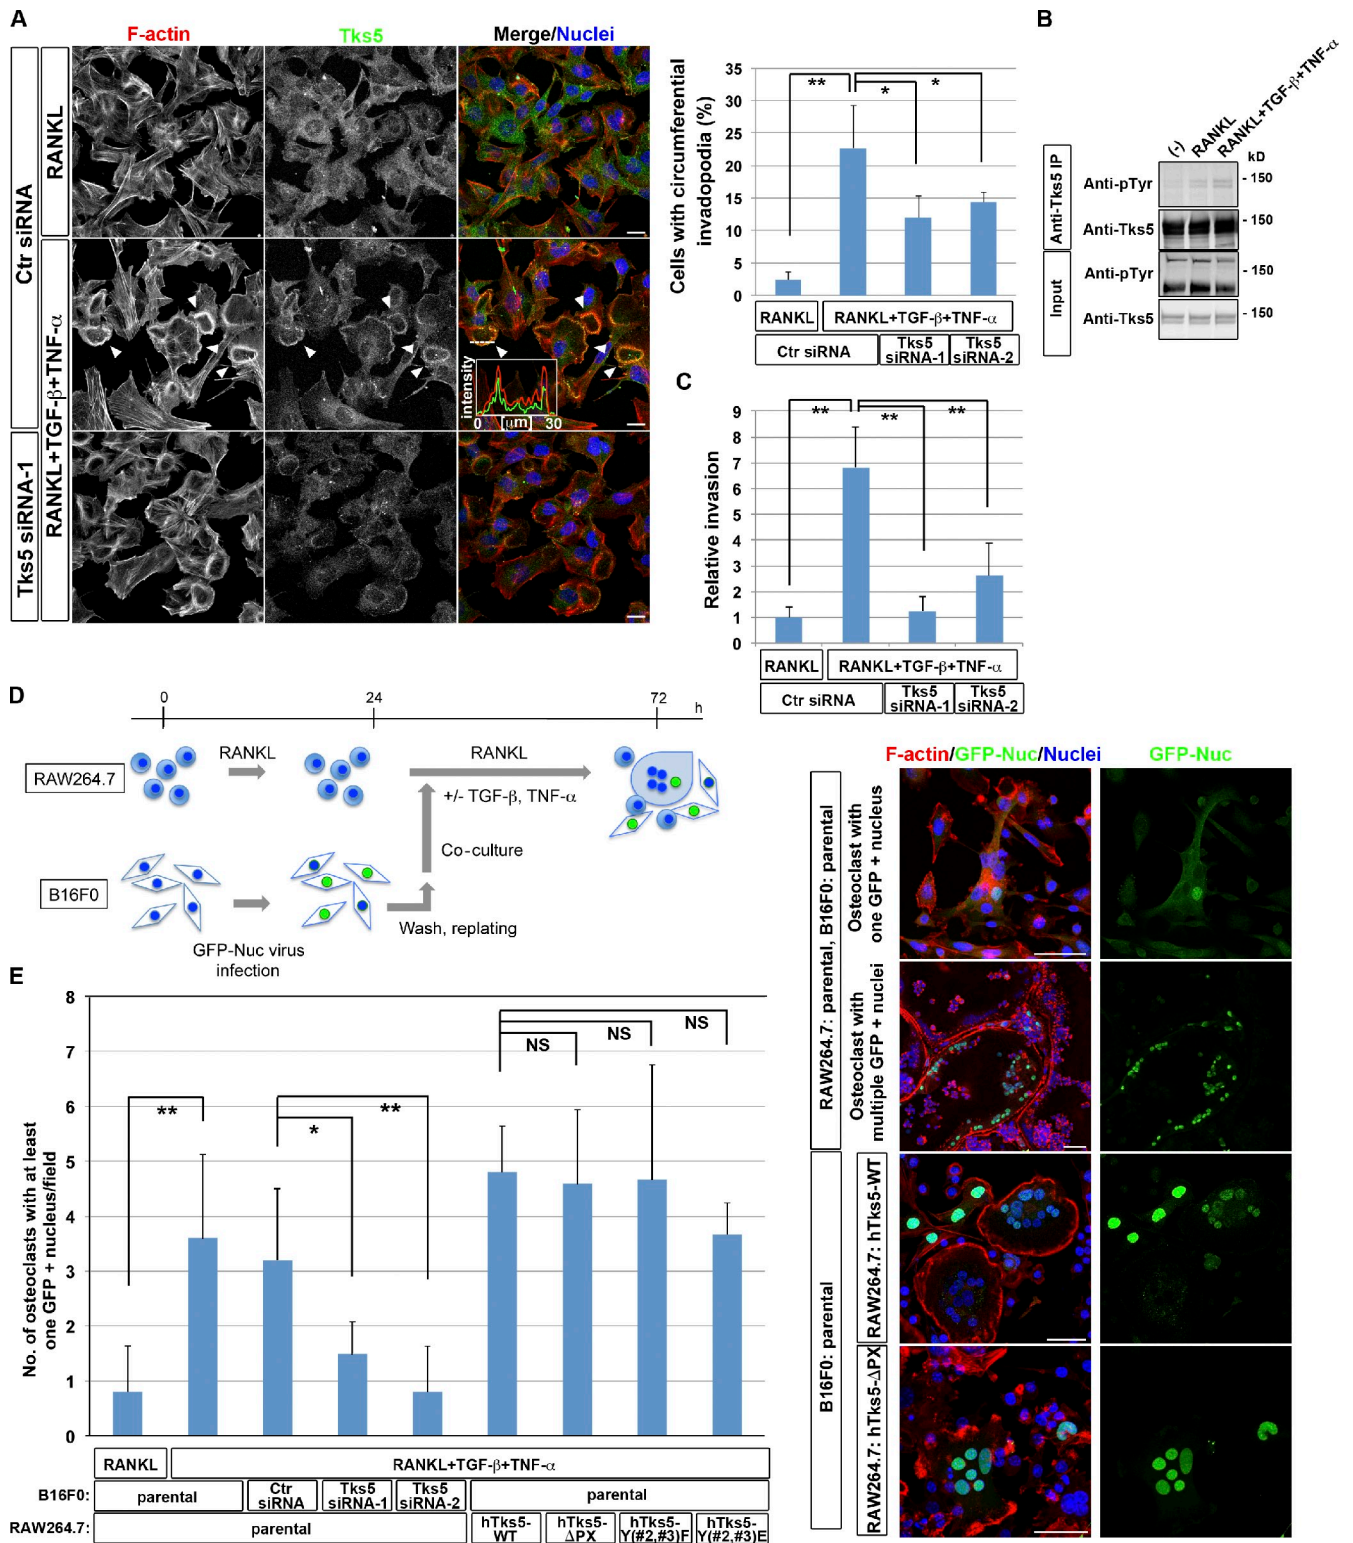 A
F-actin
Tks5
Merge/Nuclei
Ctr siRNA
RANKL
RANKL+TGF-β+TNF-α
Tks5 siRNA-1
intensity
0 [μm] 30
Cells with circumferential
invadopodia (%)
35
30
25
20
15
10
5
0
**
*
*
RANKL
RANKL+TGF-β+TNF-α
Ctr siRNA
Tks5
siRNA-1
Tks5
siRNA-2
B
(-)
RANKL
RANKL+TGF-β+TNF-α
kD
Anti-Tks5 IP
Anti-pTyr
- 150
Anti-Tks5
- 150
Input
Anti-pTyr
- 150
Anti-Tks5
- 150
C
Relative invasion
9
8
7
6
5
4
3
2
1
0
**
**
**
RANKL
RANKL+TGF-β+TNF-α
Ctr siRNA
Tks5
siRNA-1
Tks5
siRNA-2
D
0
24
72
h
RAW264.7
RANKL
RANKL
+/- TGF-β, TNF-α
Co-culture
B16F0
GFP-Nuc virus
infection
Wash, replating
E
No. of osteoclasts with at least
one GFP + nucleus/field
8
7
6
5
4
3
2
1
0
**
*
**
NS
NS
NS
RANKL
RANKL+TGF-β+TNF-α
B16F0:
parental
Ctr
siRNA
Tks5
siRNA-1
Tks5
siRNA-2
parental
RAW264.7:
parental
hTks5-
WT
hTks5-
ΔPX
hTks5-
Y(#2,#3)F
hTks5-
Y(#2,#3)E
F-actin/GFP-Nuc/Nuclei
GFP-Nuc
RAW264.7: parental, B16F0: parental
Osteoclast with
one GFP + nucleus
Osteoclast with
multiple GFP + nuclei
B16F0: parental
RAW264.7: hTks5-WT
RAW264.7: hTks5-ΔPX